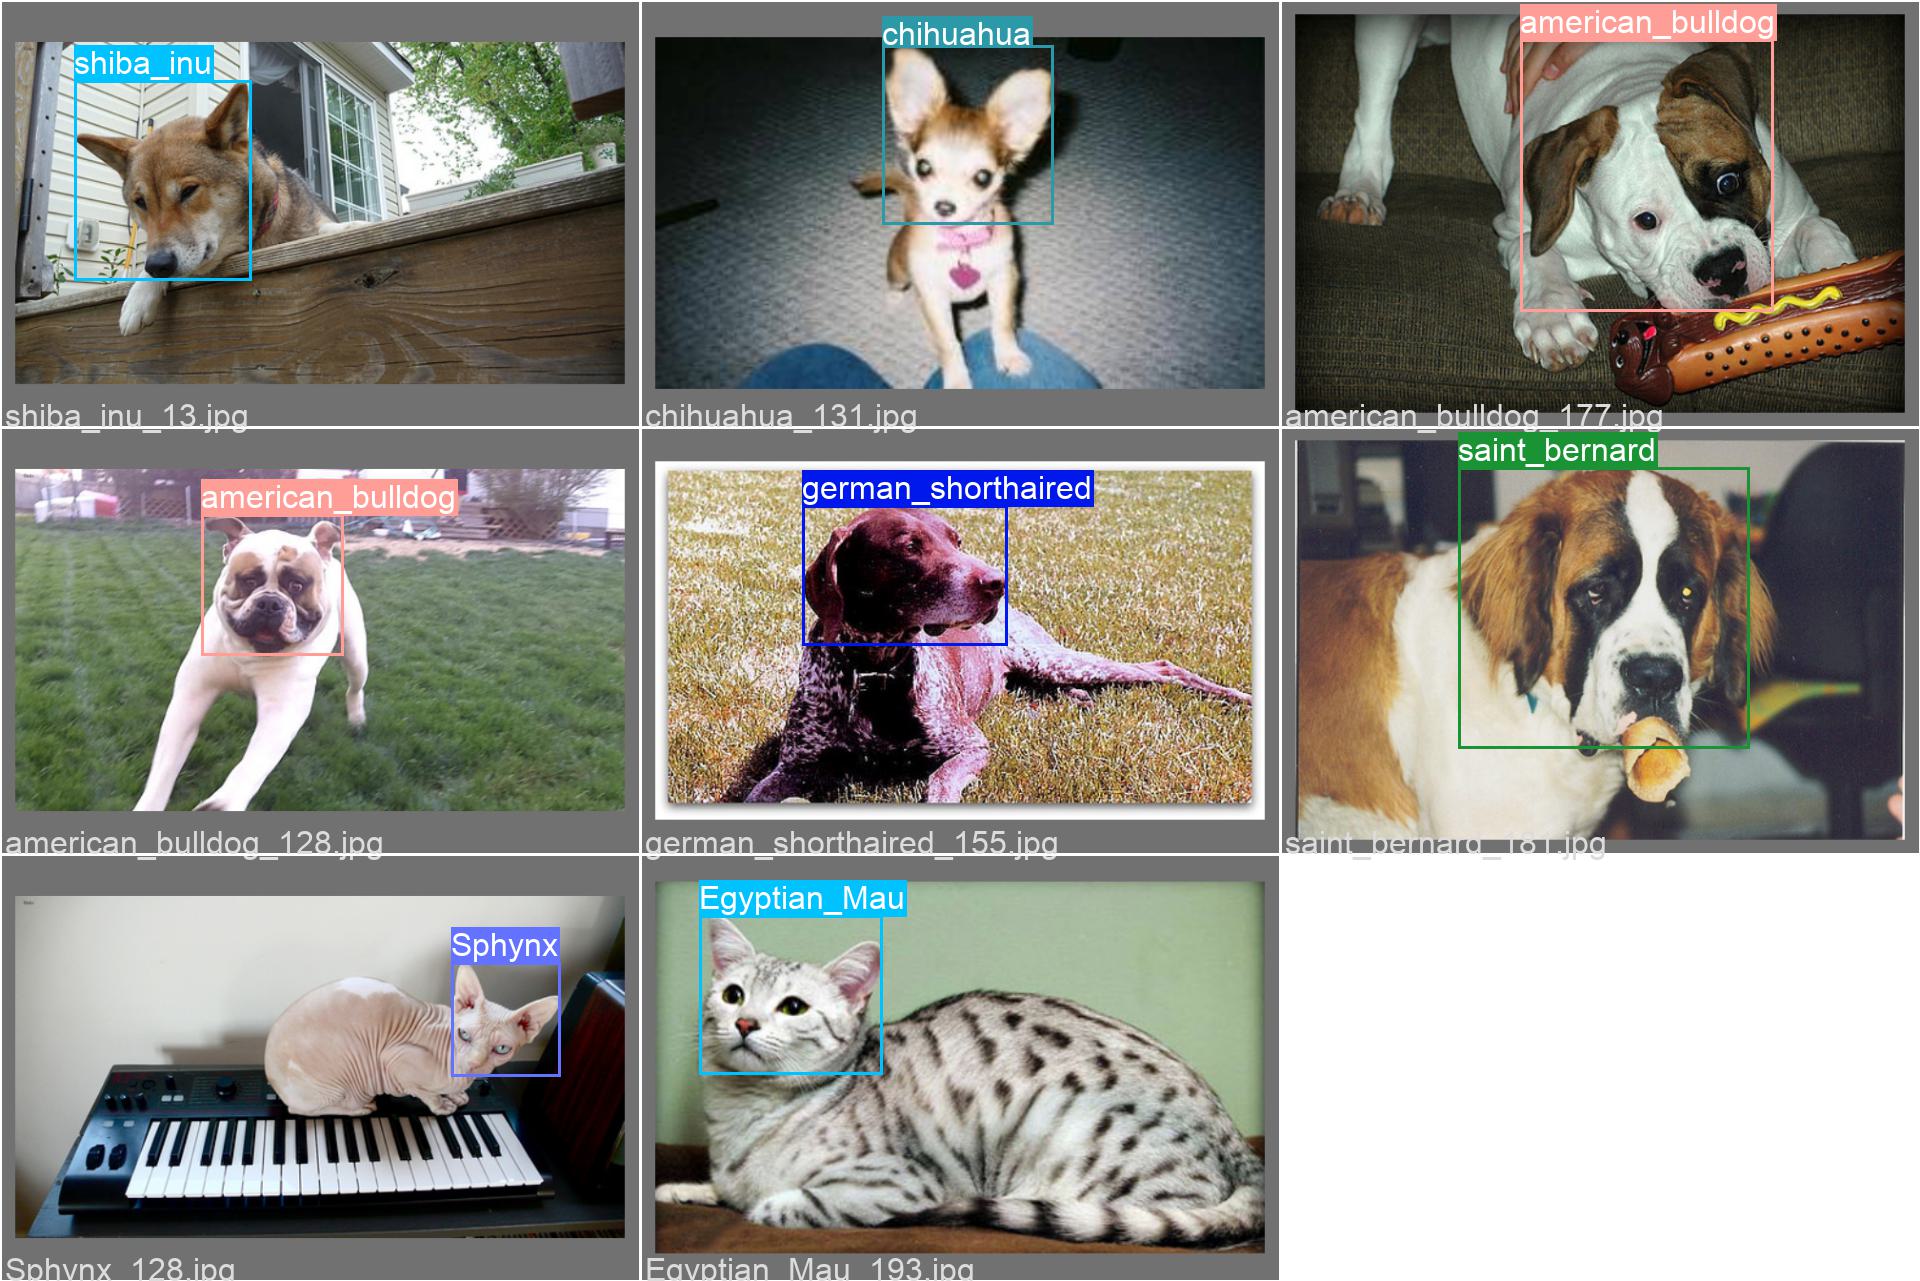 shiba_inu
chihuahua
american_bulldog
shiba_inu_13.jpg
chihuahua_131.jpg
american_bulldog_177.jpg
american_bulldog
german_shorthaired
saint_bernard
american_bulldog_128.jpg
german_shorthaired_155.jpg
saint_bernard_181.jpg
Sphynx
Egyptian_Mau
Sphynx_128.jpg
Egyptian_Mau_193.jpg